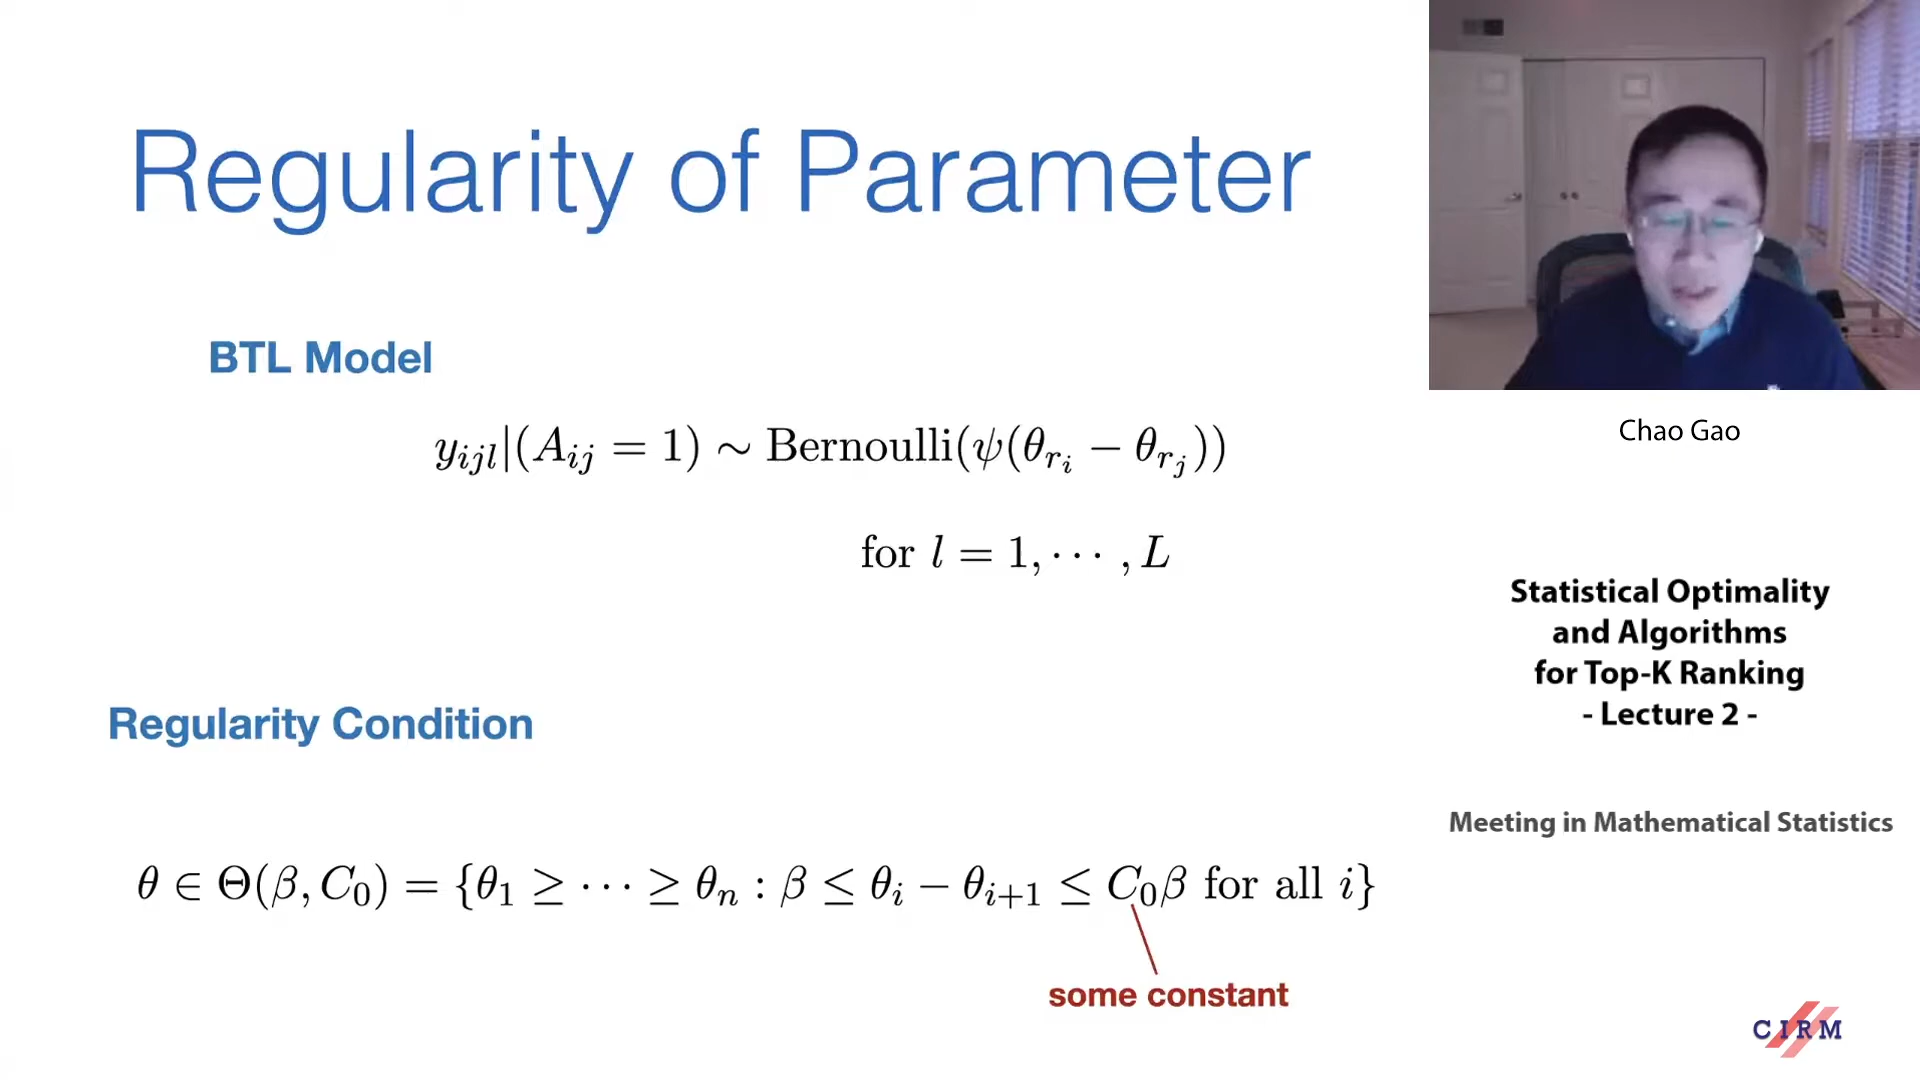 Regularity of Parameter
BTL Model
y_{ijl}|(A_{ij} = 1) ∼ Bernoulli(ψ(θ_{r_i} − θ_{r_j}))
for l = 1, ⋯ , L
Regularity Condition
θ ∈ Θ(β, C_0) = {θ_1 ≥ ⋯ ≥ θ_n : β ≤ θ_i − θ_{i+1} ≤ C_0β for all i}
some constant
Chao Gao
Statistical Optimality
and Algorithms
for Top-K Ranking
- Lecture 2 -
Meeting in Mathematical Statistics
CIRM